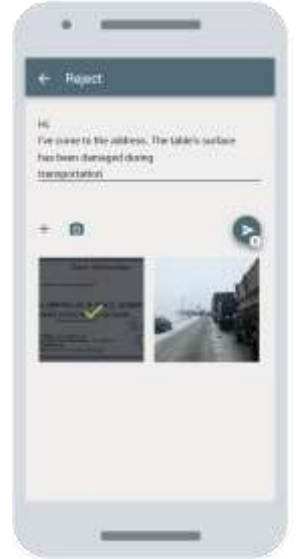 Reject
Hi
I've come to the address. The table's surface
has been damaged during
transportation